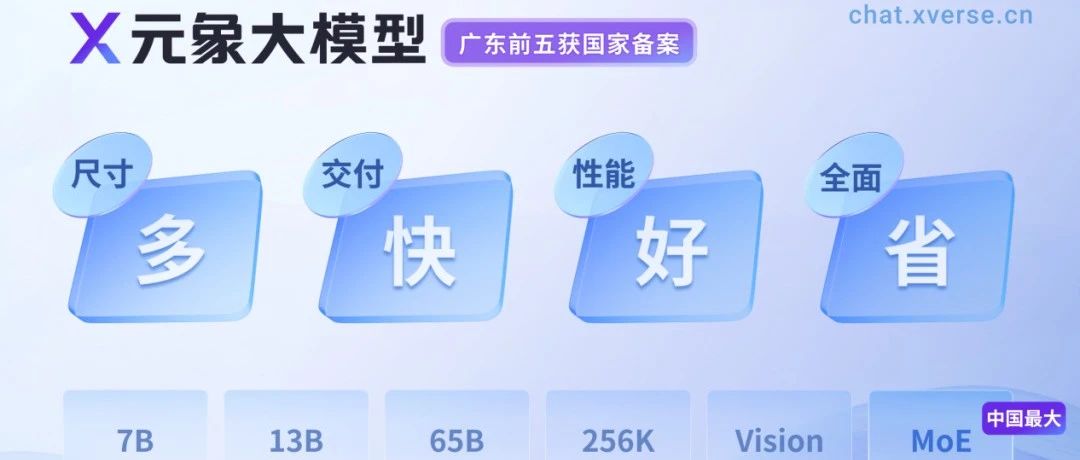 X元象大模型
广东前五获国家备案
chat.xverse.cn
尺寸
多
交付
快
性能
好
全面
省
7B
13B
65B
256K
Vision
MoE
中国最大